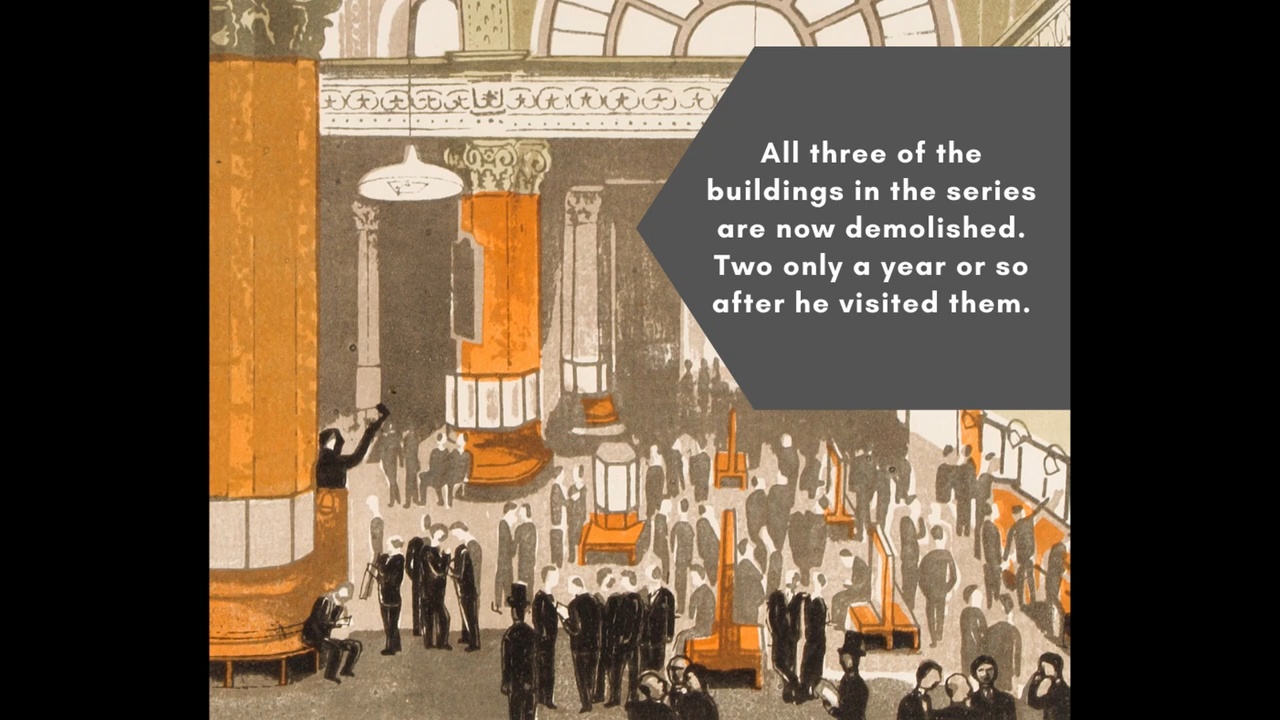 All three of the
buildings in the series
are now demolished.
Two only a year or so
after he visited them.